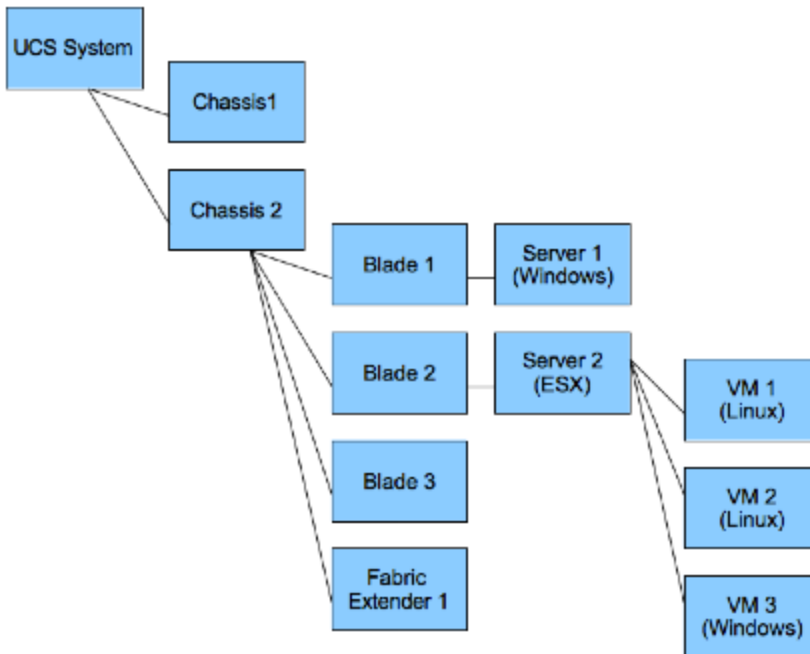 UCS System
Chassis1
Chassis 2
Blade 1
Server 1
(Windows)
Blade 2
Server 2
(ESX)
VM 1
(Linux)
Blade 3
VM 2
(Linux)
Fabric
Extender 1
VM 3
(Windows)